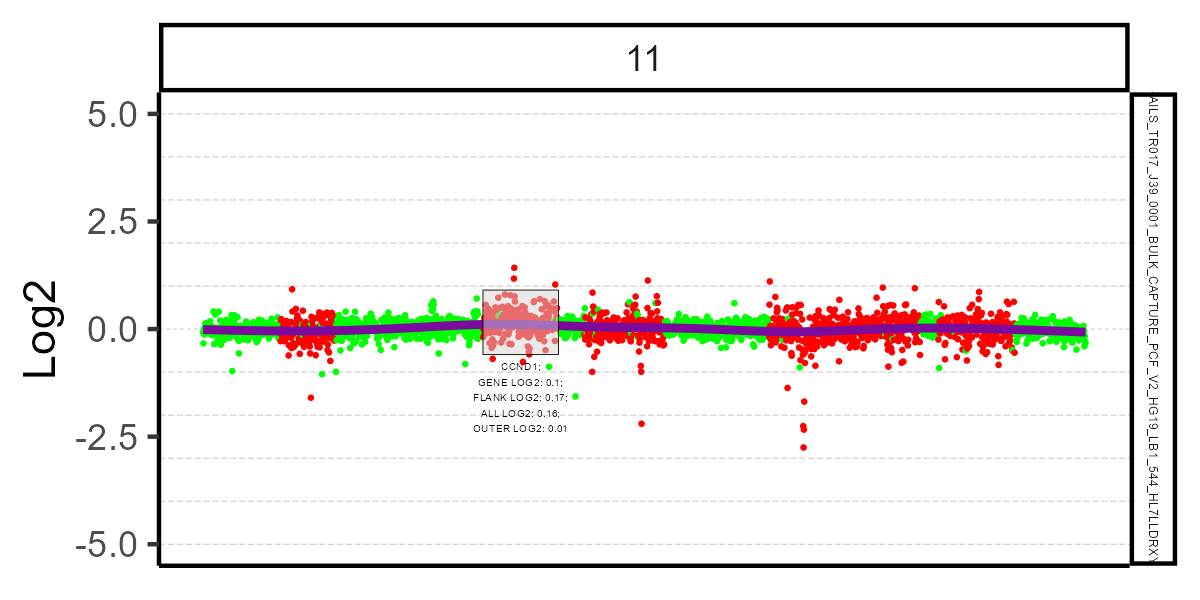 11
Log2
5.0
2.5
0.0
-2.5
-5.0
CCND1;
GENE LOG2: 0.1;
FLANK LOG2: 0.17;
ALL LOG2: 0.16;
OUTER LOG2: 0.01
AILS_TR017_J39_0001_BULK_CAPTURE_PCF_V2_HG19_LB1_544_HL7LLDRXY